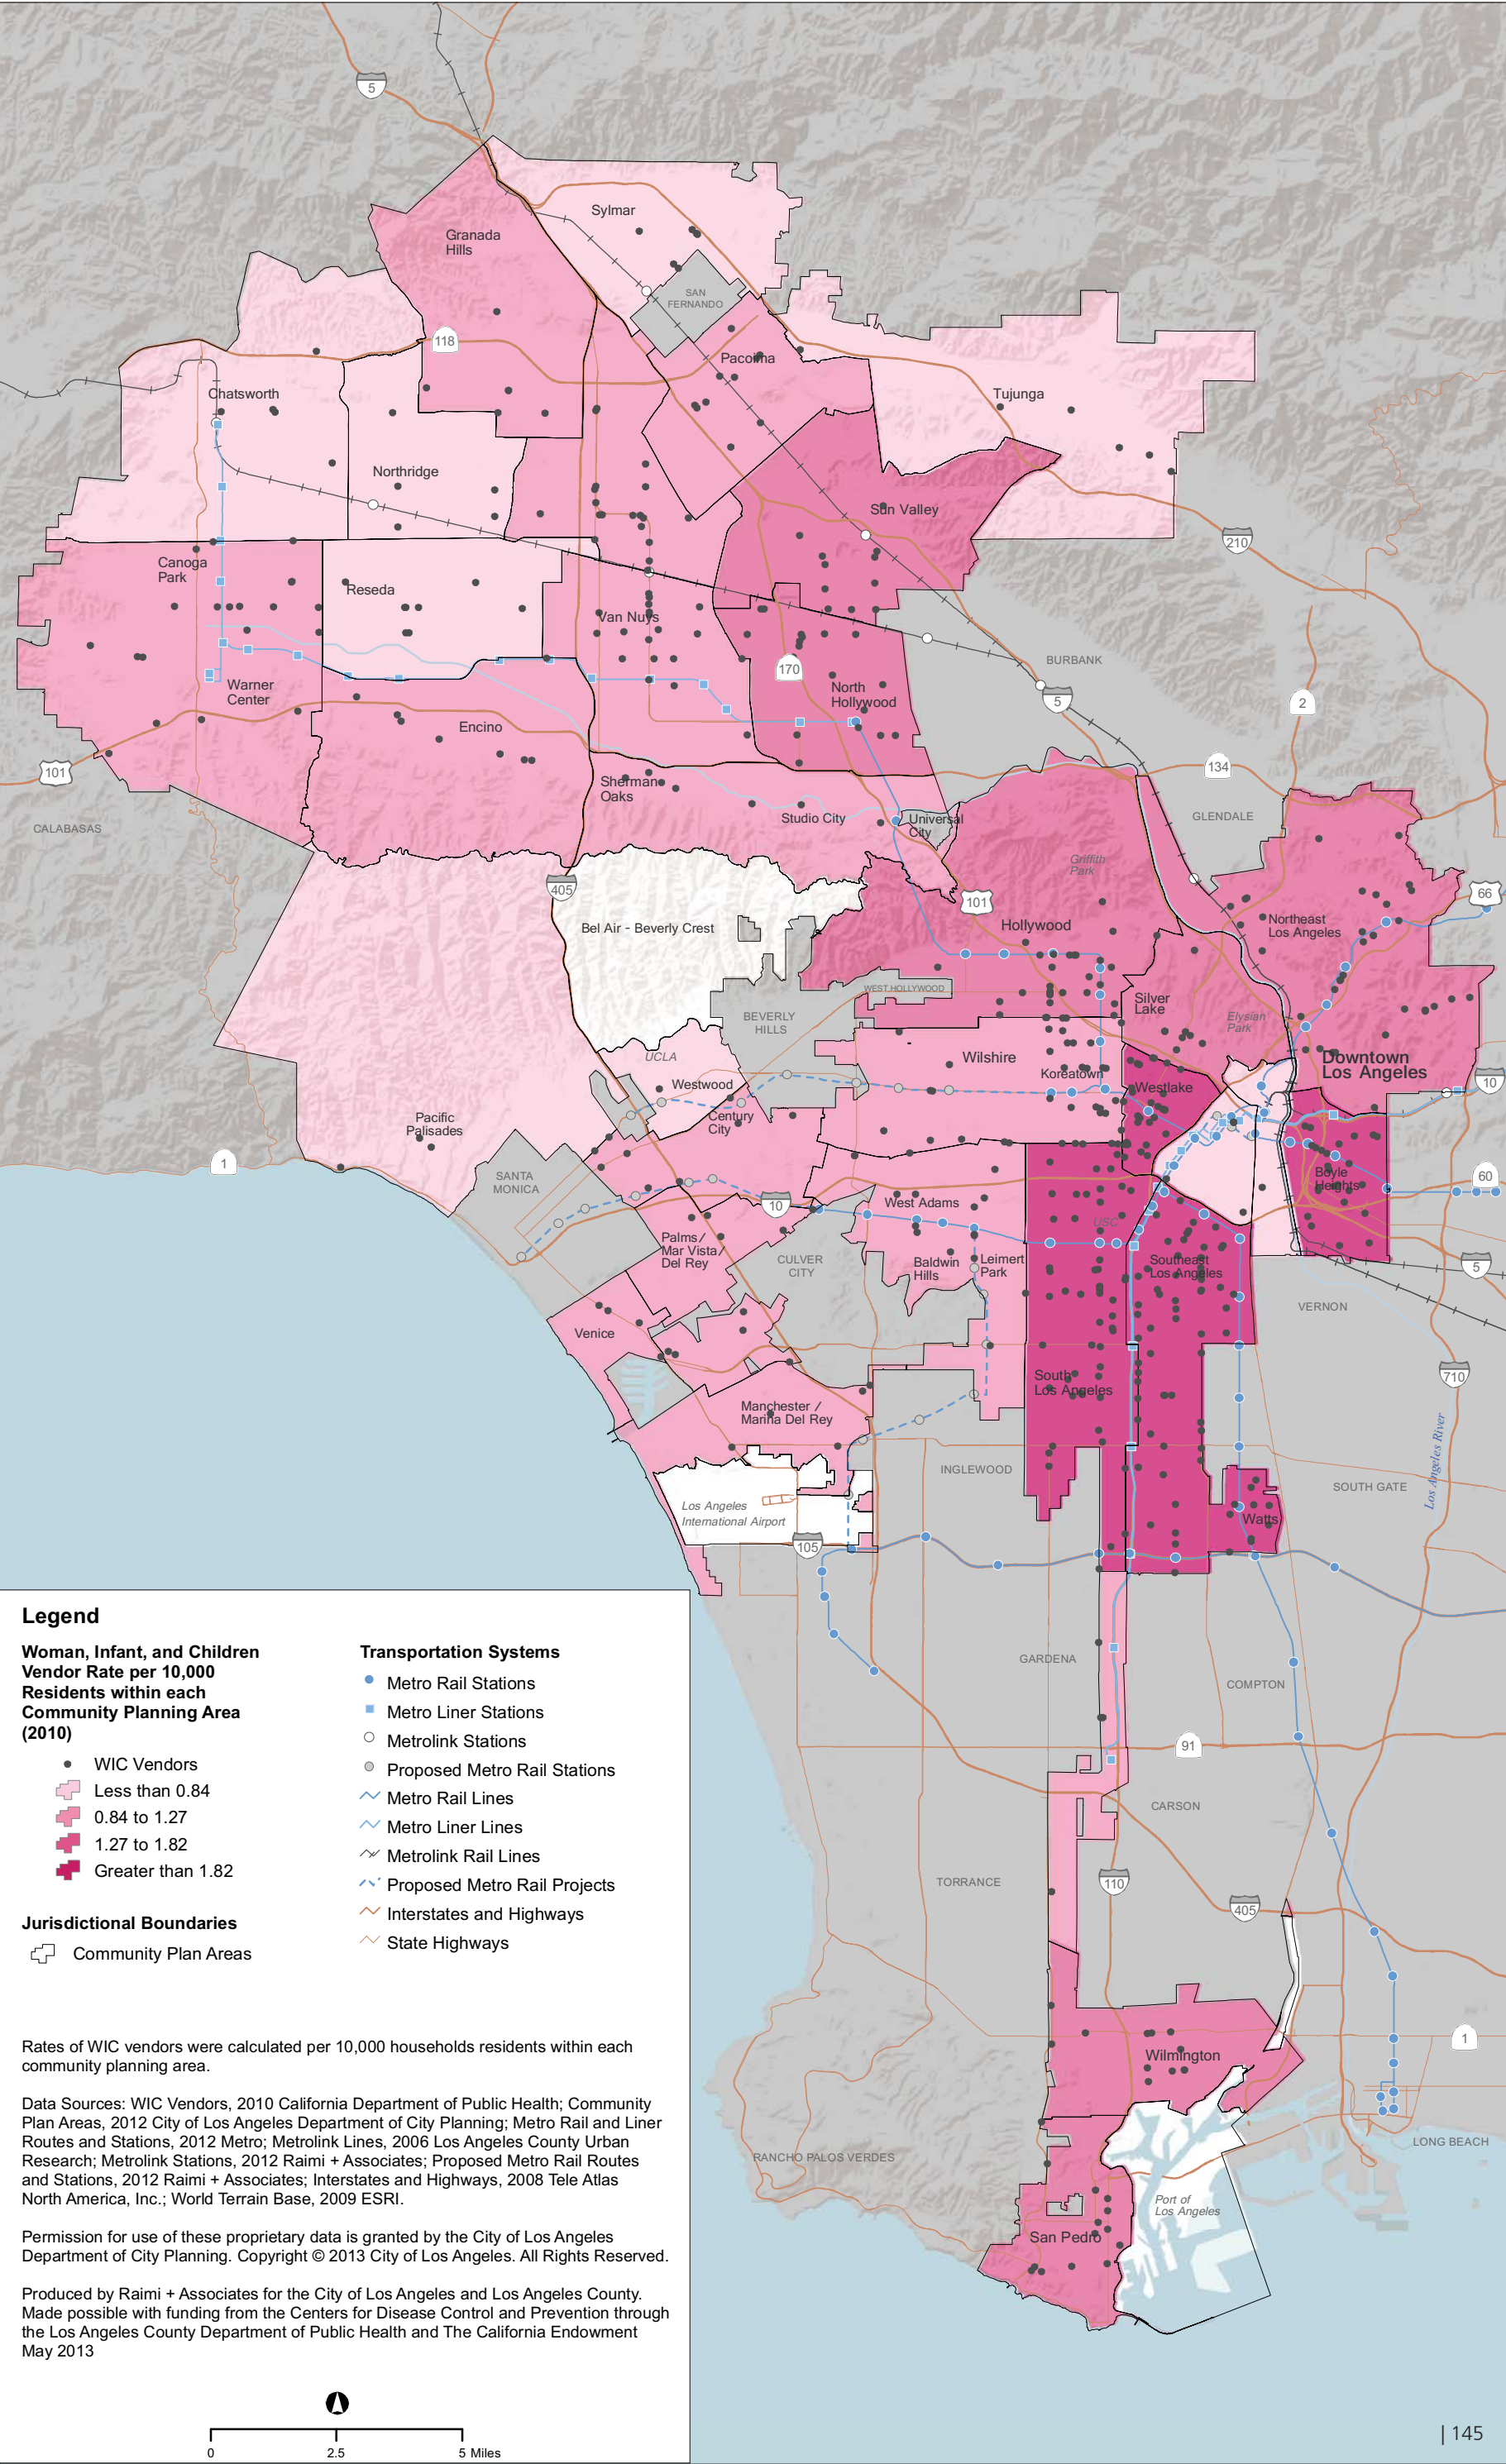 5
Sylmar
Granada
Hills
SAN
FERNANDO
118
Pacoima
Chatsworth
Tujunga
Northridge
Sun Valley
210
Canoga
Park
Reseda
Van Nuys
BURBANK
170
Warner
Center
North
Hollywood
5
2
Encino
101
134
Sherman
Oaks
Studio City
Universal
City
GLENDALE
CALABASAS
Griffith
Park
405
101
66
Bel Air - Beverly Crest
Hollywood
Northeast
Los Angeles
WEST HOLLYWOOD
Silver
Lake
BEVERLY
HILLS
Elysian
Park
UCLA
Wilshire
Downtown
Los Angeles
Koreatown
Westwood
Westlake
10
Century
City
Pacific
Palisades
1
SANTA
MONICA
Boyle
Heights
60
10
West Adams
USC
Palms/
Mar Vista/
Del Rey
CULVER
CITY
Baldwin
Hills
Leimert
Park
Southeast
Los Angeles
5
VERNON
Venice
710
South
Los Angeles
Manchester /
Marina Del Rey
INGLEWOOD
SOUTH GATE
Los Angeles River
Los Angeles
International Airport
Watts
105
GARDENA
COMPTON
91
CARSON
TORRANCE
110
405
1
Wilmington
LONG BEACH
RANCHO PALOS VERDES
Port of
Los Angeles
San Pedro
Legend
Woman, Infant, and Children
Vendor Rate per 10,000
Residents within each
Community Planning Area
(2010)
WIC Vendors
Less than 0.84
0.84 to 1.27
1.27 to 1.82
Greater than 1.82
Jurisdictional Boundaries
Community Plan Areas
Transportation Systems
Metro Rail Stations
Metro Liner Stations
Metrolink Stations
Proposed Metro Rail Stations
Metro Rail Lines
Metro Liner Lines
Metrolink Rail Lines
Proposed Metro Rail Projects
Interstates and Highways
State Highways
Rates of WIC vendors were calculated per 10,000 households residents within each
community planning area.
Data Sources: WIC Vendors, 2010 California Department of Public Health; Community
Plan Areas, 2012 City of Los Angeles Department of City Planning; Metro Rail and Liner
Routes and Stations, 2012 Metro; Metrolink Lines, 2006 Los Angeles County Urban
Research; Metrolink Stations, 2012 Raimi + Associates; Proposed Metro Rail Routes
and Stations, 2012 Raimi + Associates; Interstates and Highways, 2008 Tele Atlas
North America, Inc.; World Terrain Base, 2009 ESRI.
Permission for use of these proprietary data is granted by the City of Los Angeles
Department of City Planning. Copyright © 2013 City of Los Angeles. All Rights Reserved.
Produced by Raimi + Associates for the City of Los Angeles and Los Angeles County.
Made possible with funding from the Centers for Disease Control and Prevention through
the Los Angeles County Department of Public Health and The California Endowment
May 2013
0 2.5 5 Miles
| 145